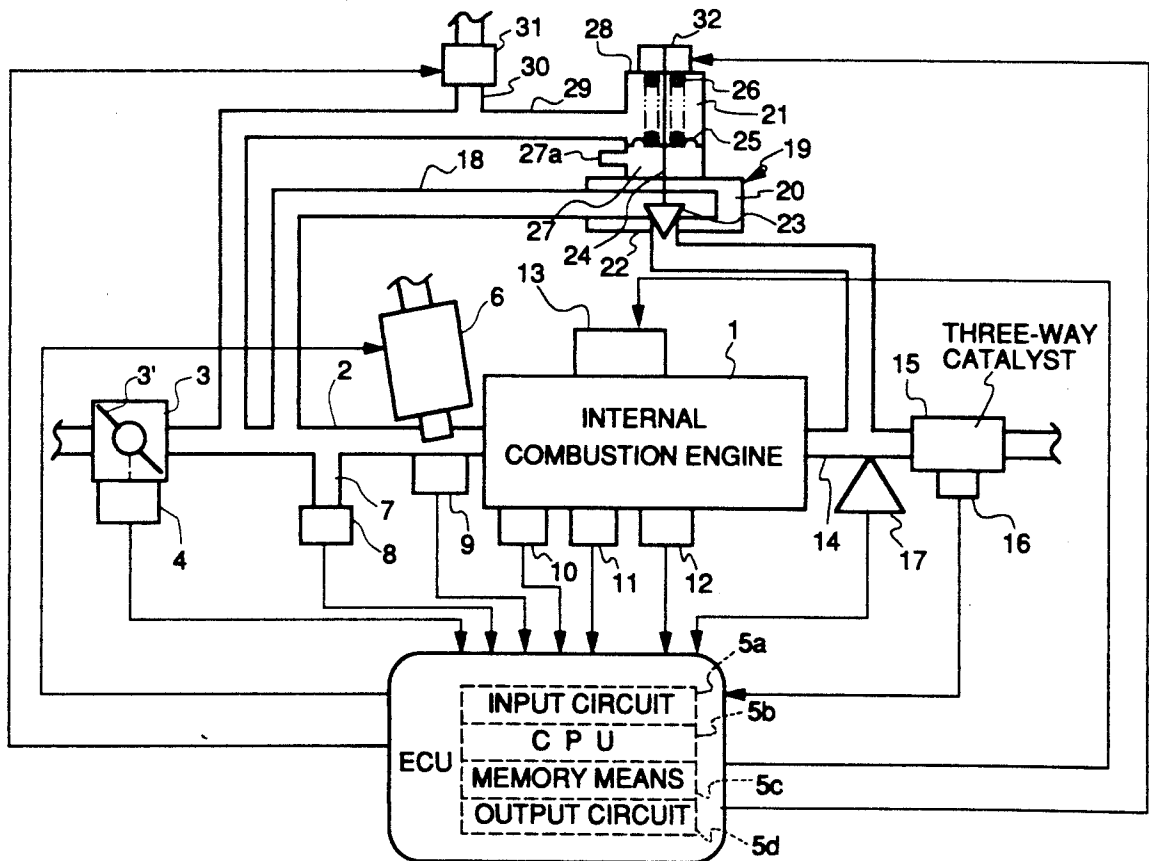 31
32
28
30
26
29
21
25
27a
19
18
20
27
24
22
23
13
6
1
THREE-WAY
CATALYST
2
15
3'
3
INTERNAL
COMBUSTION ENGINE
7
4
8
9
10
11
12
14
17
16
5a
INPUT CIRCUIT
5b
C P U
ECU
MEMORY MEANS
5c
OUTPUT CIRCUIT
5d